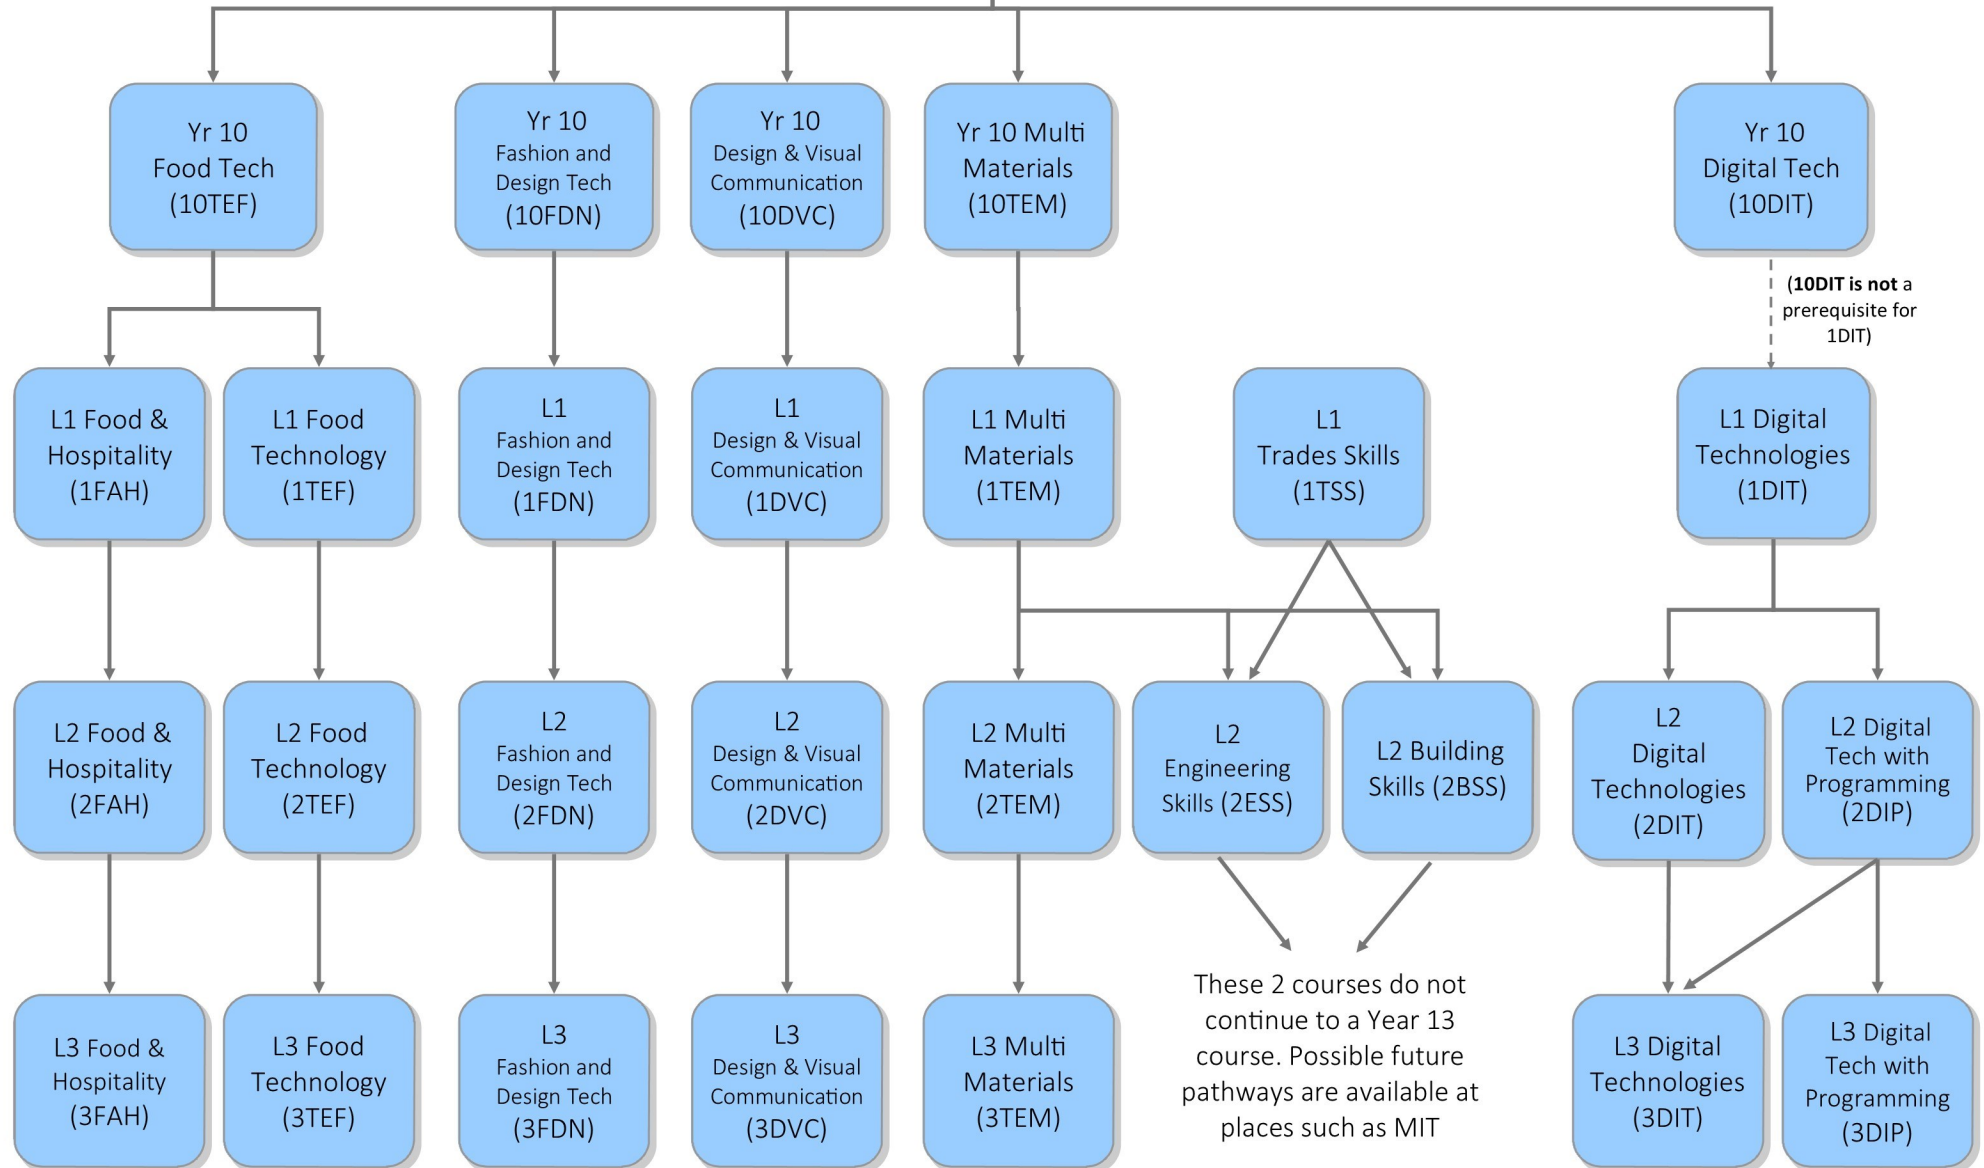 Yr 10
Food Tech
(10TEF)
Yr 10
Fashion and
Design Tech
(10FDN)
Yr 10
Design & Visual
Communication
(10DVC)
Yr 10 Multi
Materials
(10TEM)
Yr 10
Digital Tech
(10DIT)
(10DIT is not a
prerequisite for
1DIT)
L1 Food &
Hospitality
(1FAH)
L1 Food
Technology
(1TEF)
L1
Fashion and
Design Tech
(1FDN)
L1
Design & Visual
Communication
(1DVC)
L1 Multi
Materials
(1TEM)
L1
Trades Skills
(1TSS)
L1 Digital
Technologies
(1DIT)
L2 Food &
Hospitality
(2FAH)
L2 Food
Technology
(2TEF)
L2
Fashion and
Design Tech
(2FDN)
L2
Design & Visual
Communication
(2DVC)
L2 Multi
Materials
(2TEM)
L2
Engineering
Skills (2ESS)
L2 Building
Skills (2BSS)
L2
Digital
Technologies
(2DIT)
L2 Digital
Tech with
Programming
(2DIP)
L3 Food &
Hospitality
(3FAH)
L3 Food
Technology
(3TEF)
L3
Fashion and
Design Tech
(3FDN)
L3
Design & Visual
Communication
(3DVC)
L3 Multi
Materials
(3TEM)
These 2 courses do not
continue to a Year 13
course. Possible future
pathways are available at
places such as MIT
L3 Digital
Technologies
(3DIT)
L3 Digital
Tech with
Programming
(3DIP)